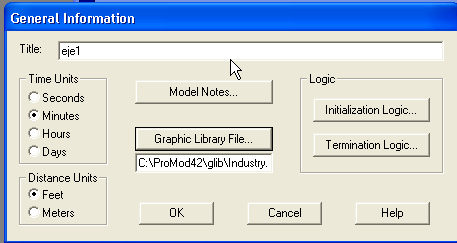 General Information
Title: eje1
Time Units
Seconds
Minutes
Hours
Days
Distance Units
Feet
Meters
Model Notes...
Graphic Library File...
C:\ProMod42\glib\Industry.
Logic
Initialization Logic...
Termination Logic...
OK
Cancel
Help